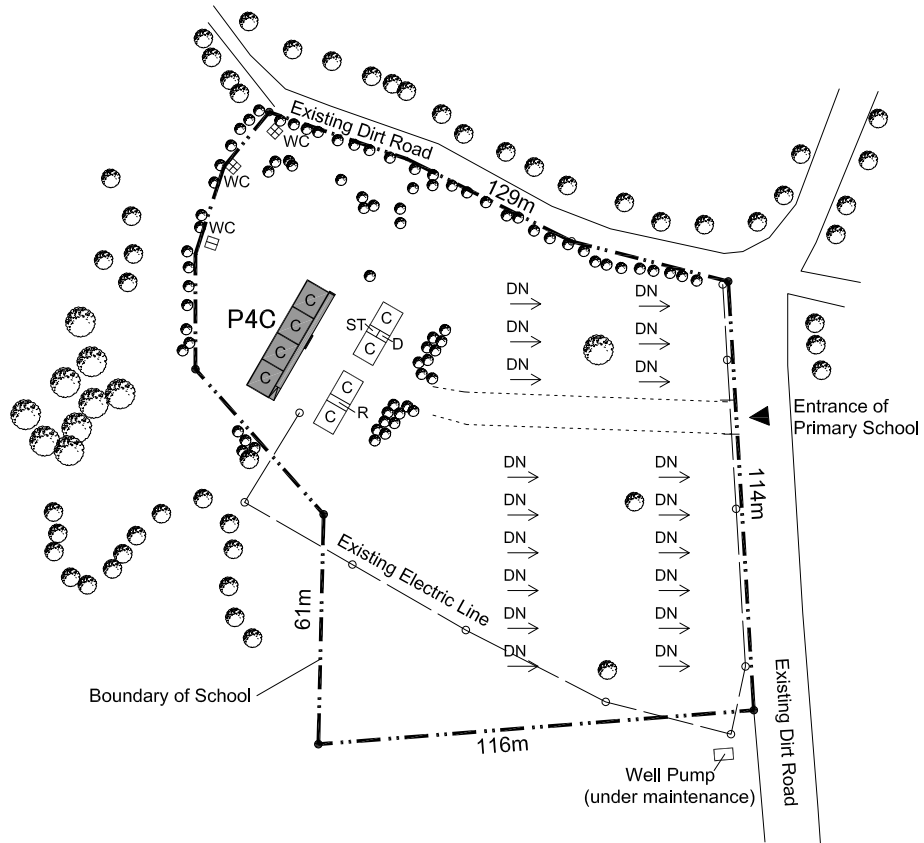 Existing Dirt Road
WC
WC
129m
WC
DN
DN
P4C
C
C
C
C
C
C
ST
D
DN
DN
DN
DN
C
C
R
Entrance of
Primary School
DN
DN
114m
DN
DN
Existing Electric Line
DN
DN
DN
DN
61m
DN
DN
DN
DN
Boundary of School
Existing Dirt Road
116m
Well Pump
(under maintenance)